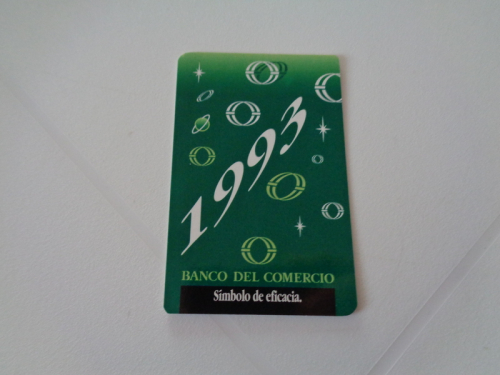 1993
BANCO DEL COMERCIO
Símbolo de eficacia.